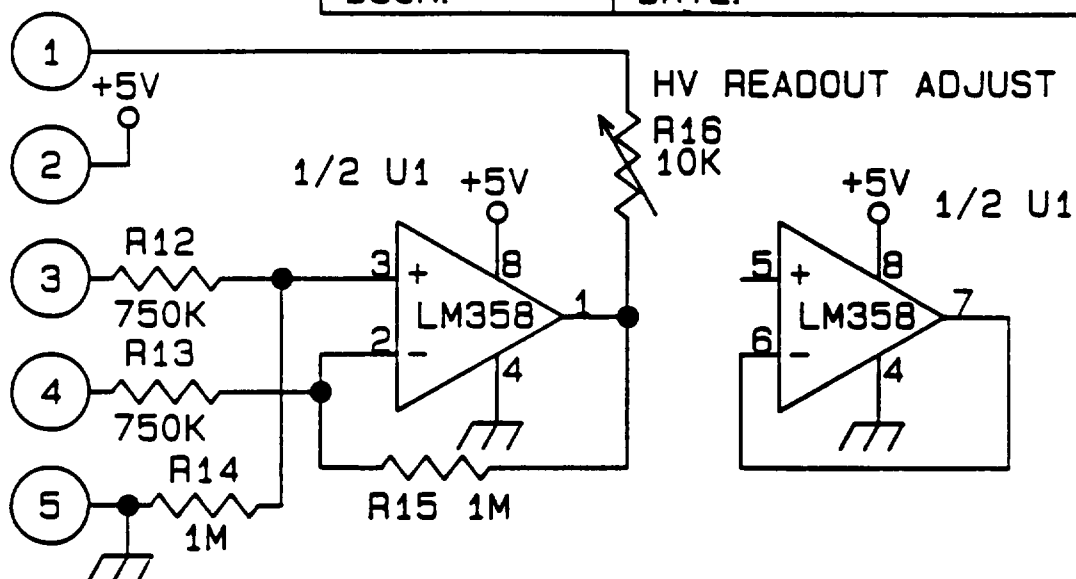 1
+5V
HV READOUT ADJUST
R16
10K
2
1/2 U1
+5V
+5V
1/2 U1
R12
3
750K
3
+
8
LM358
1
5
+
8
LM358
7
R13
4
750K
2
-
4
6
-
4
R14
5
1M
R15 1M